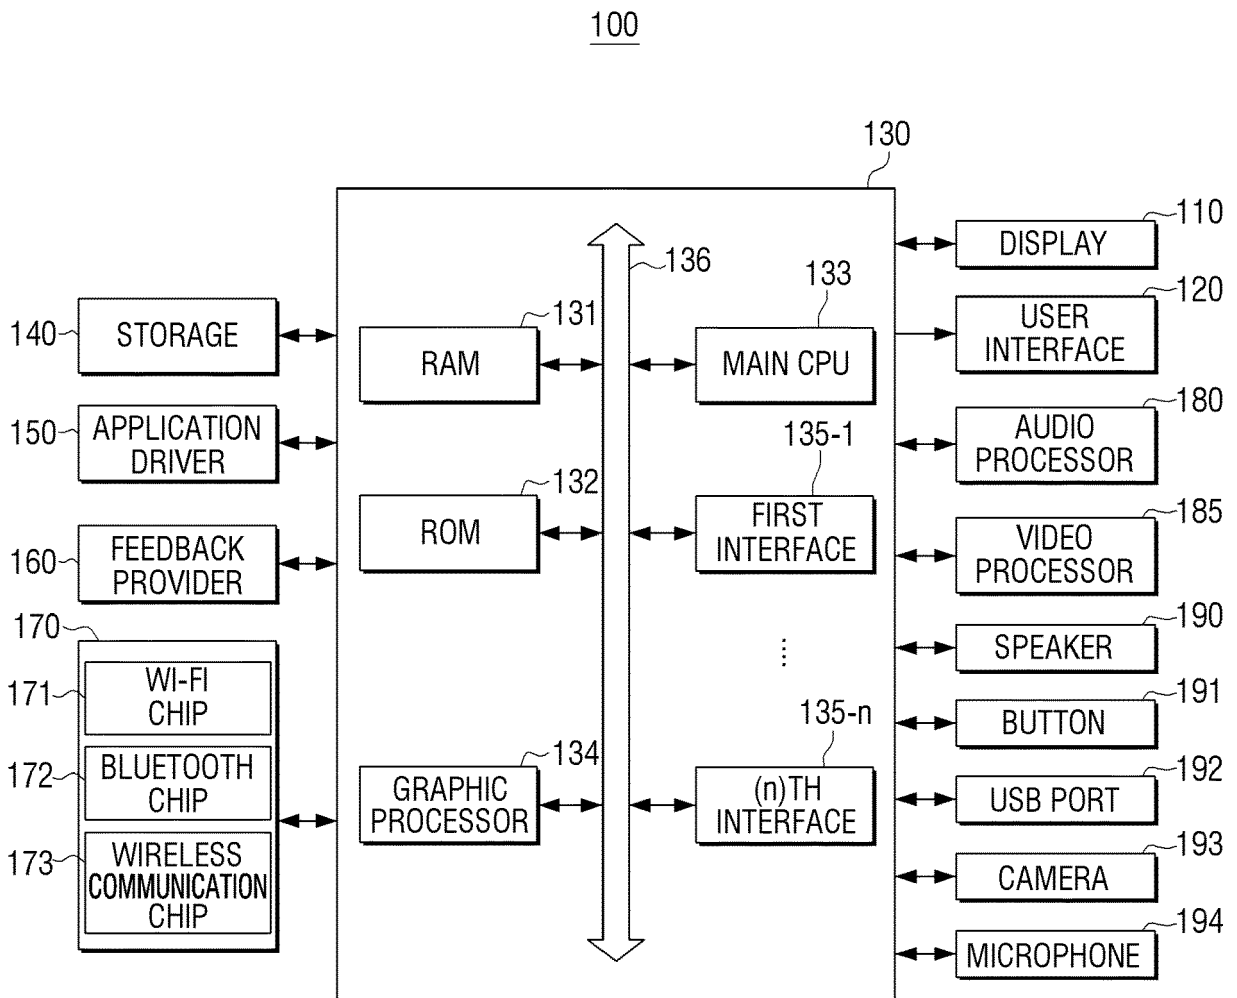 100
130
110
DISPLAY
136
133
120
USER
INTERFACE
140
STORAGE
131
RAM
MAIN CPU
150
APPLICATION
DRIVER
135-1
180
AUDIO
PROCESSOR
132
ROM
FIRST
INTERFACE
185
VIDEO
PROCESSOR
160
FEEDBACK
PROVIDER
170
190
SPEAKER
171
WI-FI
CHIP
135-n
191
BUTTON
172
BLUETOOTH
CHIP
134
GRAPHIC
PROCESSOR
(n)TH
INTERFACE
192
USB PORT
173
WIRELESS
COMMUNICATION
CHIP
193
CAMERA
194
MICROPHONE